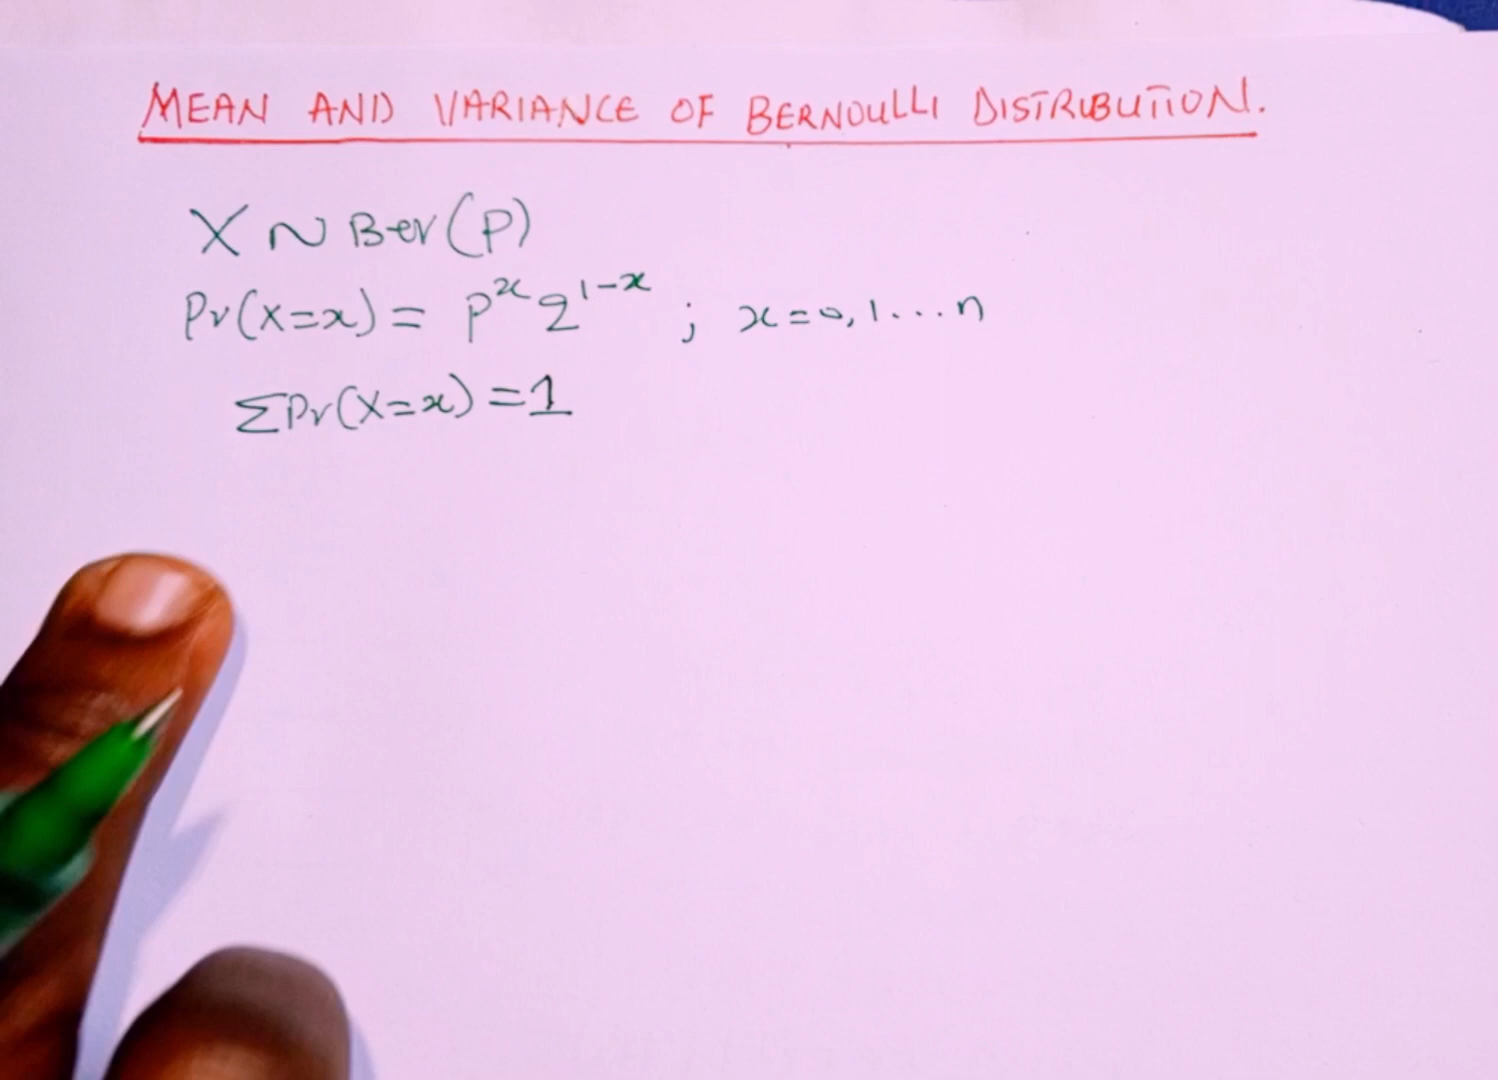 MEAN AND VARIANCE OF BERNOULLI DISTRIBUTION.
X ~ Ber(P)
Pr(X=x) = p^x q^1-x ; x=0,1...n
ΣPr(X=x) = 1